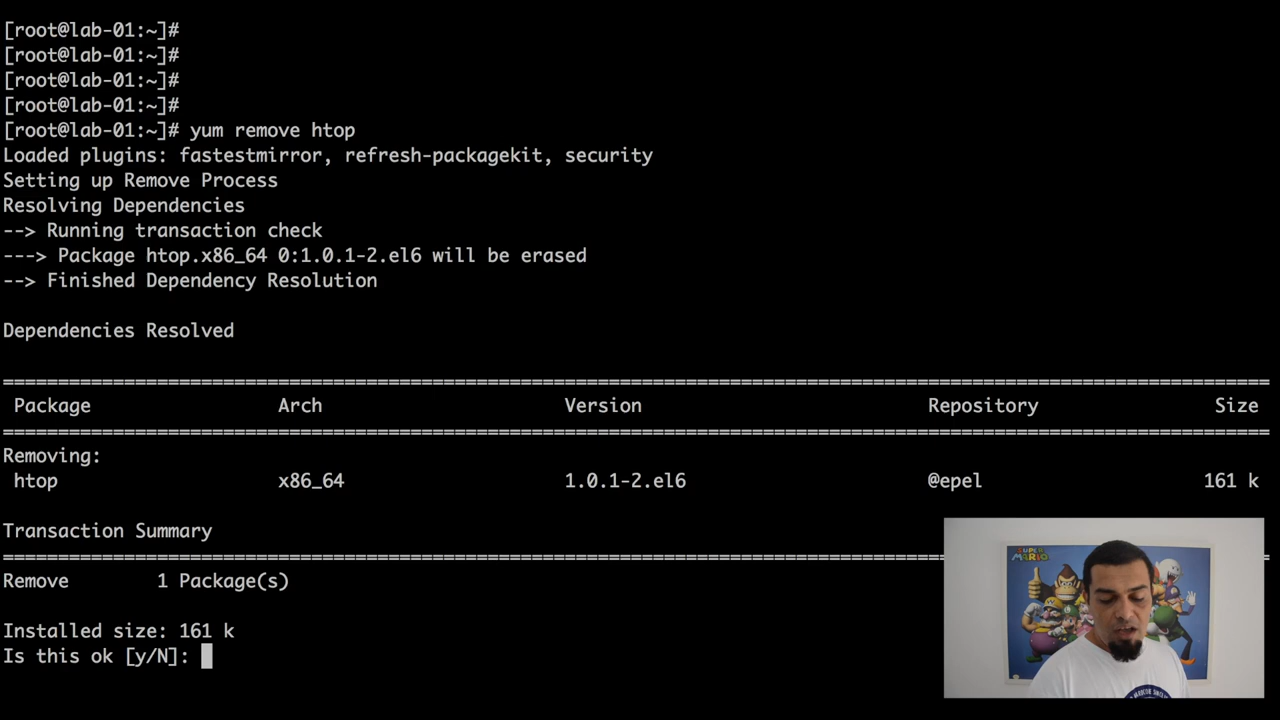 [root@lab-01:~]#
[root@lab-01:~]#
[root@lab-01:~]#
[root@lab-01:~]#
[root@lab-01:~]# yum remove htop
Loaded plugins: fastestmirror, refresh-packagekit, security
Setting up Remove Process
Resolving Dependencies
--> Running transaction check
---> Package htop.x86_64 0:1.0.1-2.el6 will be erased
--> Finished Dependency Resolution
Dependencies Resolved
Package Arch Version Repository Size
Removing:
htop x86_64 1.0.1-2.el6 @epel 161 k
Transaction Summary
Remove 1 Package(s)
Installed size: 161 k
Is this ok [y/N]:
SUPER
MARIO